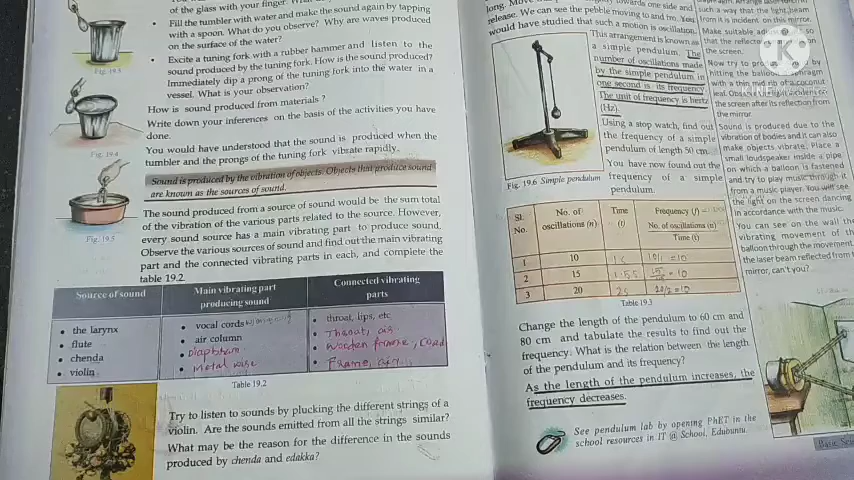 of the glass with your finger. What
Fill the tumbler with water and make the sound again by tapping
with a spoon. What do you observe? Why are waves produced
on the surface of the water?
Excite a tuning fork with a rubber hammer and listen to the
sound produced by the tuning fork. How is the sound produced?
Immediately dip a prong of the tuning fork into the water in a
vessel. What is your observation?
How is sound produced from materials ?
Write down your inferences on the basis of the activities you have
done.
You would have understood that the sound is produced when the
tumbler and the prongs of the tuning fork vibrate rapidly.
Fig. 19.3
Fig. 19.4
Fig. 19.5
Sound is produced by the vibration of objects. Objects that produce sound
are known as the sources of sound.
The sound produced from a source of sound would be the sum total
of the vibration of the various parts related to the source. However,
every sound source has a main vibrating part to produce sound.
Observe the various sources of sound and find out the main vibrating
part and the connected vibrating parts in each, and complete the
table 19.2.
Source of sound Main vibrating part producing sound Connected vibrating parts
• the larynx • vocal cords • throat, lips, etc
• flute • air column • Throat, air
• chenda • Diaphram • Wooden frame, cord
• violin • Metal wire • Frame, air
Table 19.2
Try to listen to sounds by plucking the different strings of a
violin. Are the sounds emitted from all the strings similar?
What may be the reason for the difference in the sounds
produced by chenda and edakka?
towards one side and
release. We can see the pebble moving to and fro. You
would have studied that such a motion is oscillation.
This arrangement is known as
a simple pendulum. The
number of oscillations made
by the simple pendulum in
one second is its frequency.
The unit of frequency is hertz
(Hz).
Using a stop watch, find out
the frequency of a simple
pendulum of length 50 cm.
You have now found out the
frequency of a simple
pendulum.
Fig. 19.6 Simple pendulum
Sl. No. No. of oscillations (n) Time (t) Frequency (f) = No. of oscillations (n) Time (t)
1 10 1s 10/1 = 10
2 15 1.5s = 10
3 20 2s 20/2 = 10
Table 19.3
Change the length of the pendulum to 60 cm and
80 cm and tabulate the results to find out the
frequency. What is the relation between the length
of the pendulum and its frequency?
As the length of the pendulum increases, the
frequency decreases.
See pendulum lab by opening PhET in the
school resources in IT @ School, Edubuntu.
such a way that the light beam
from it is incident on this mirror.
Make suitable so
that the reflected
the screen.
Now try to produce by
hitting the balloon diaphragm
with a thin mid rib of a coconut
leaf. Observe
the screen after its reflection from
the mirror.
Sound is produced due to the
vibration of bodies and it can also
make objects vibrate. Place a
small loudspeaker inside a pipe
on which a balloon is fastened
and try to play music through it
from a music player. You will see
the light on the screen dancing
in accordance with the music.
You can see on the wall the
vibrating movement of the
balloon through the movement
the laser beam reflected from
mirror, can't you?
Basic
KINEMASTER